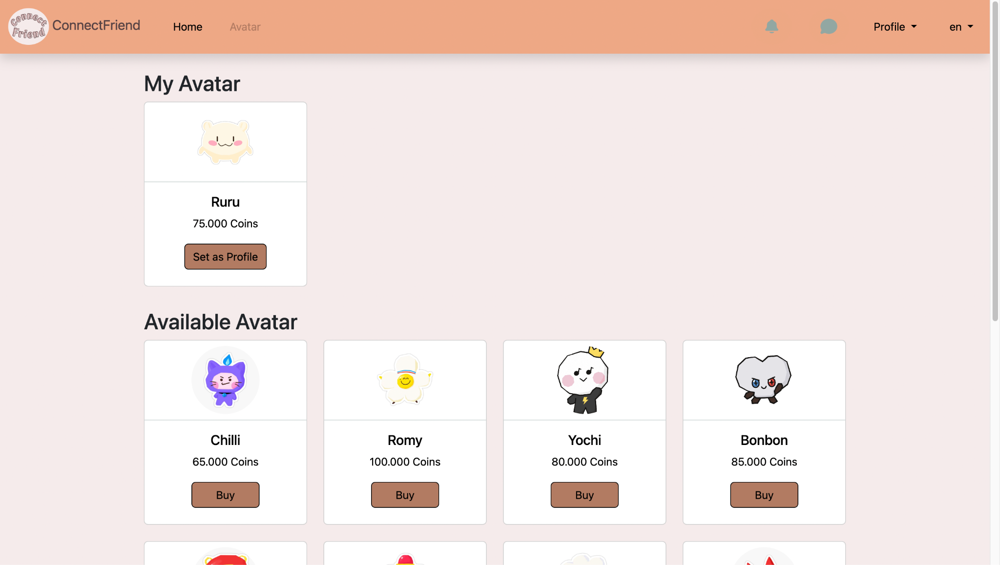 Connect
Friend
ConnectFriend
Home
Avatar
Profile
en
My Avatar
Ruru
75.000 Coins
Set as Profile
Available Avatar
Chilli
65.000 Coins
Buy
Romy
100.000 Coins
Buy
Yochi
80.000 Coins
Buy
Bonbon
85.000 Coins
Buy